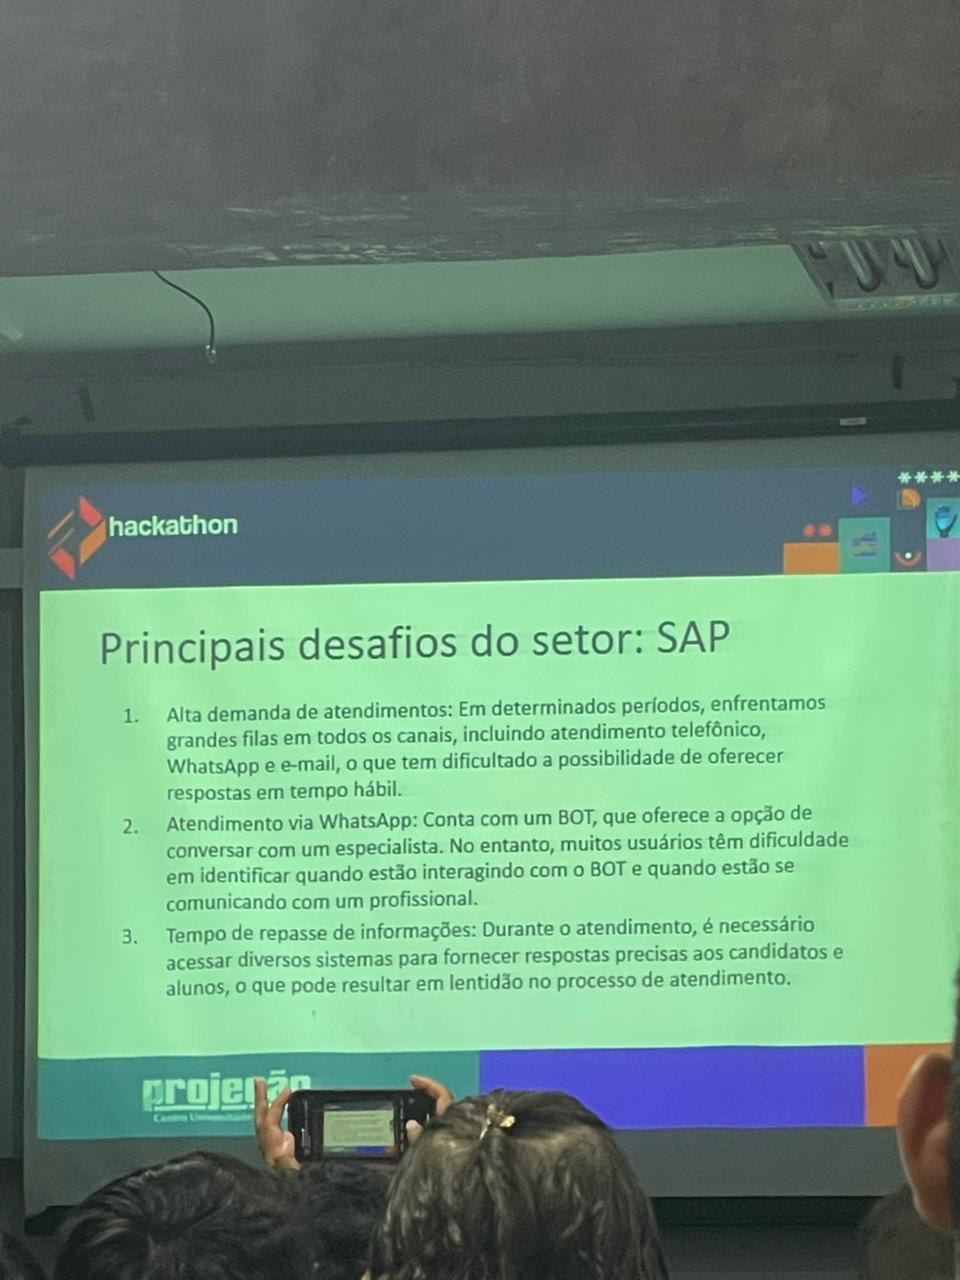 hackathon
****
Principais desafios do setor: SAP
1. Alta demanda de atendimentos: Em determinados períodos, enfrentamos
grandes filas em todos os canais, incluindo atendimento telefônico,
WhatsApp e e-mail, o que tem dificultado a possibilidade de oferecer
respostas em tempo hábil.
2. Atendimento via WhatsApp: Conta com um BOT, que oferece a opção de
conversar com um especialista. No entanto, muitos usuários têm dificuldade
em identificar quando estão interagindo com o BOT e quando estão se
comunicando com um profissional.
3. Tempo de repasse de informações: Durante o atendimento, é necessário
acessar diversos sistemas para fornecer respostas precisas aos candidatos e
alunos, o que pode resultar em lentidão no processo de atendimento.
projeção
Centro Universitário